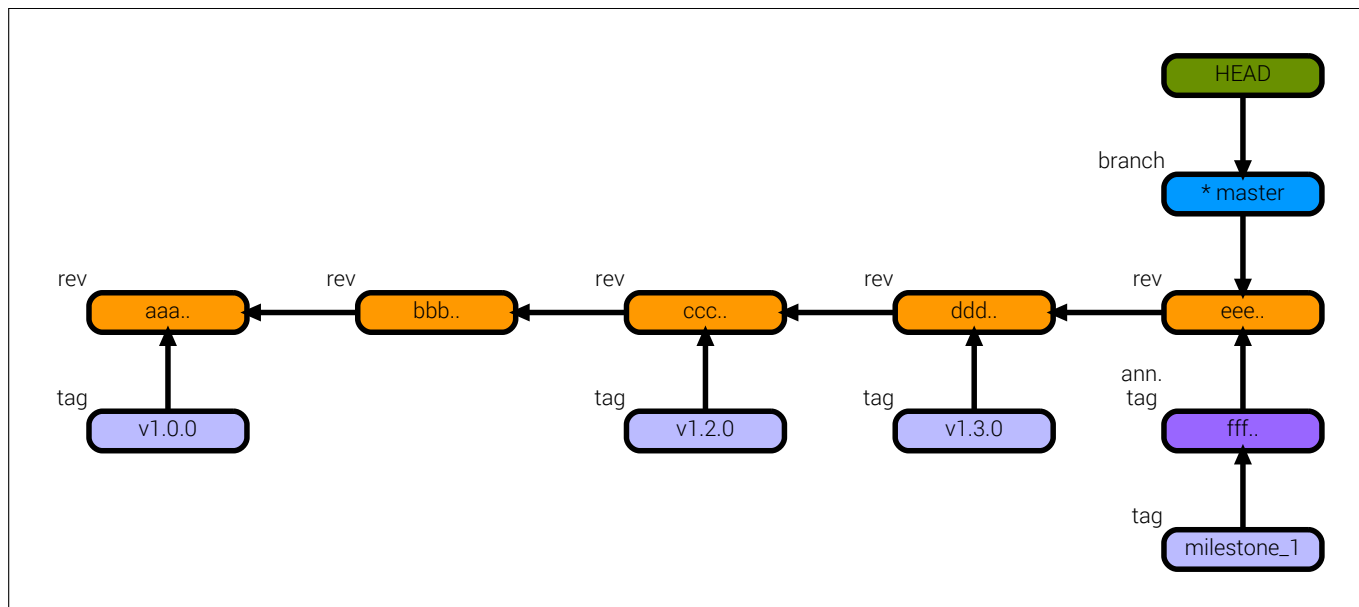 HEAD
branch
* master
rev
rev
rev
rev
rev
aaa..
bbb..
ccc..
ddd..
eee..
ann.
tag
tag
tag
tag
v1.0.0
v1.2.0
v1.3.0
fff..
tag
milestone_1